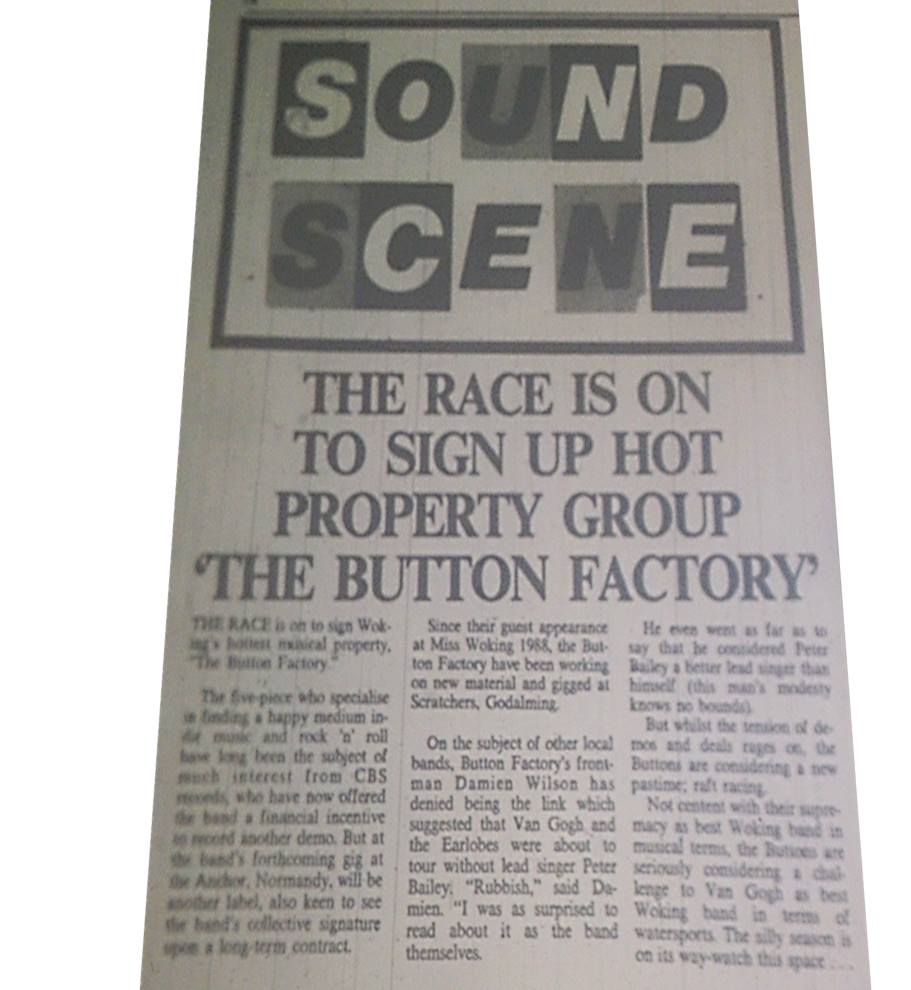 SOUND
SCENE
THE RACE IS ON
TO SIGN UP HOT
PROPERTY GROUP
‘THE BUTTON FACTORY’
THE RACE is on to sign Wok-
ing's hottest musical property,
"The Button Factory."
The five-piece who specialise
in finding a happy medium in-
die music and rock 'n' roll
have long been the subject of
much interest from CBS
records, who have now offered
the band a financial incentive
to record another demo. But at
the band's forthcoming gig at
the Anchor, Normandy, will be
another label, also keen to see
the band's collective signature
upon a long-term contract.
Since their guest appearance
at Miss Woking 1988, the But-
ton Factory have been working
on new material and gigged at
Scratchers, Godalming.
On the subject of other local
bands, Button Factory's front-
man Damien Wilson has
denied being the link which
suggested that Van Gogh and
the Earlobes were about to
tour without lead singer Peter
Bailey, "Rubbish," said Da-
mien. "I was as surprised to
read about it as the band
themselves.
He even went as far as to
say that he considered Peter
Bailey a better lead singer than
himself (this man's modesty
knows no bounds).
But whilst the tension of de-
mos and deals rages on, the
Buttons are considering a new
pastime; raft racing.
Not content with their supre-
macy as best Woking band in
musical terms, the Buttons are
seriously considering a chal-
lenge to Van Gogh as best
Woking band in terms of
watersports. The silly season is
on its way-watch this space . . .